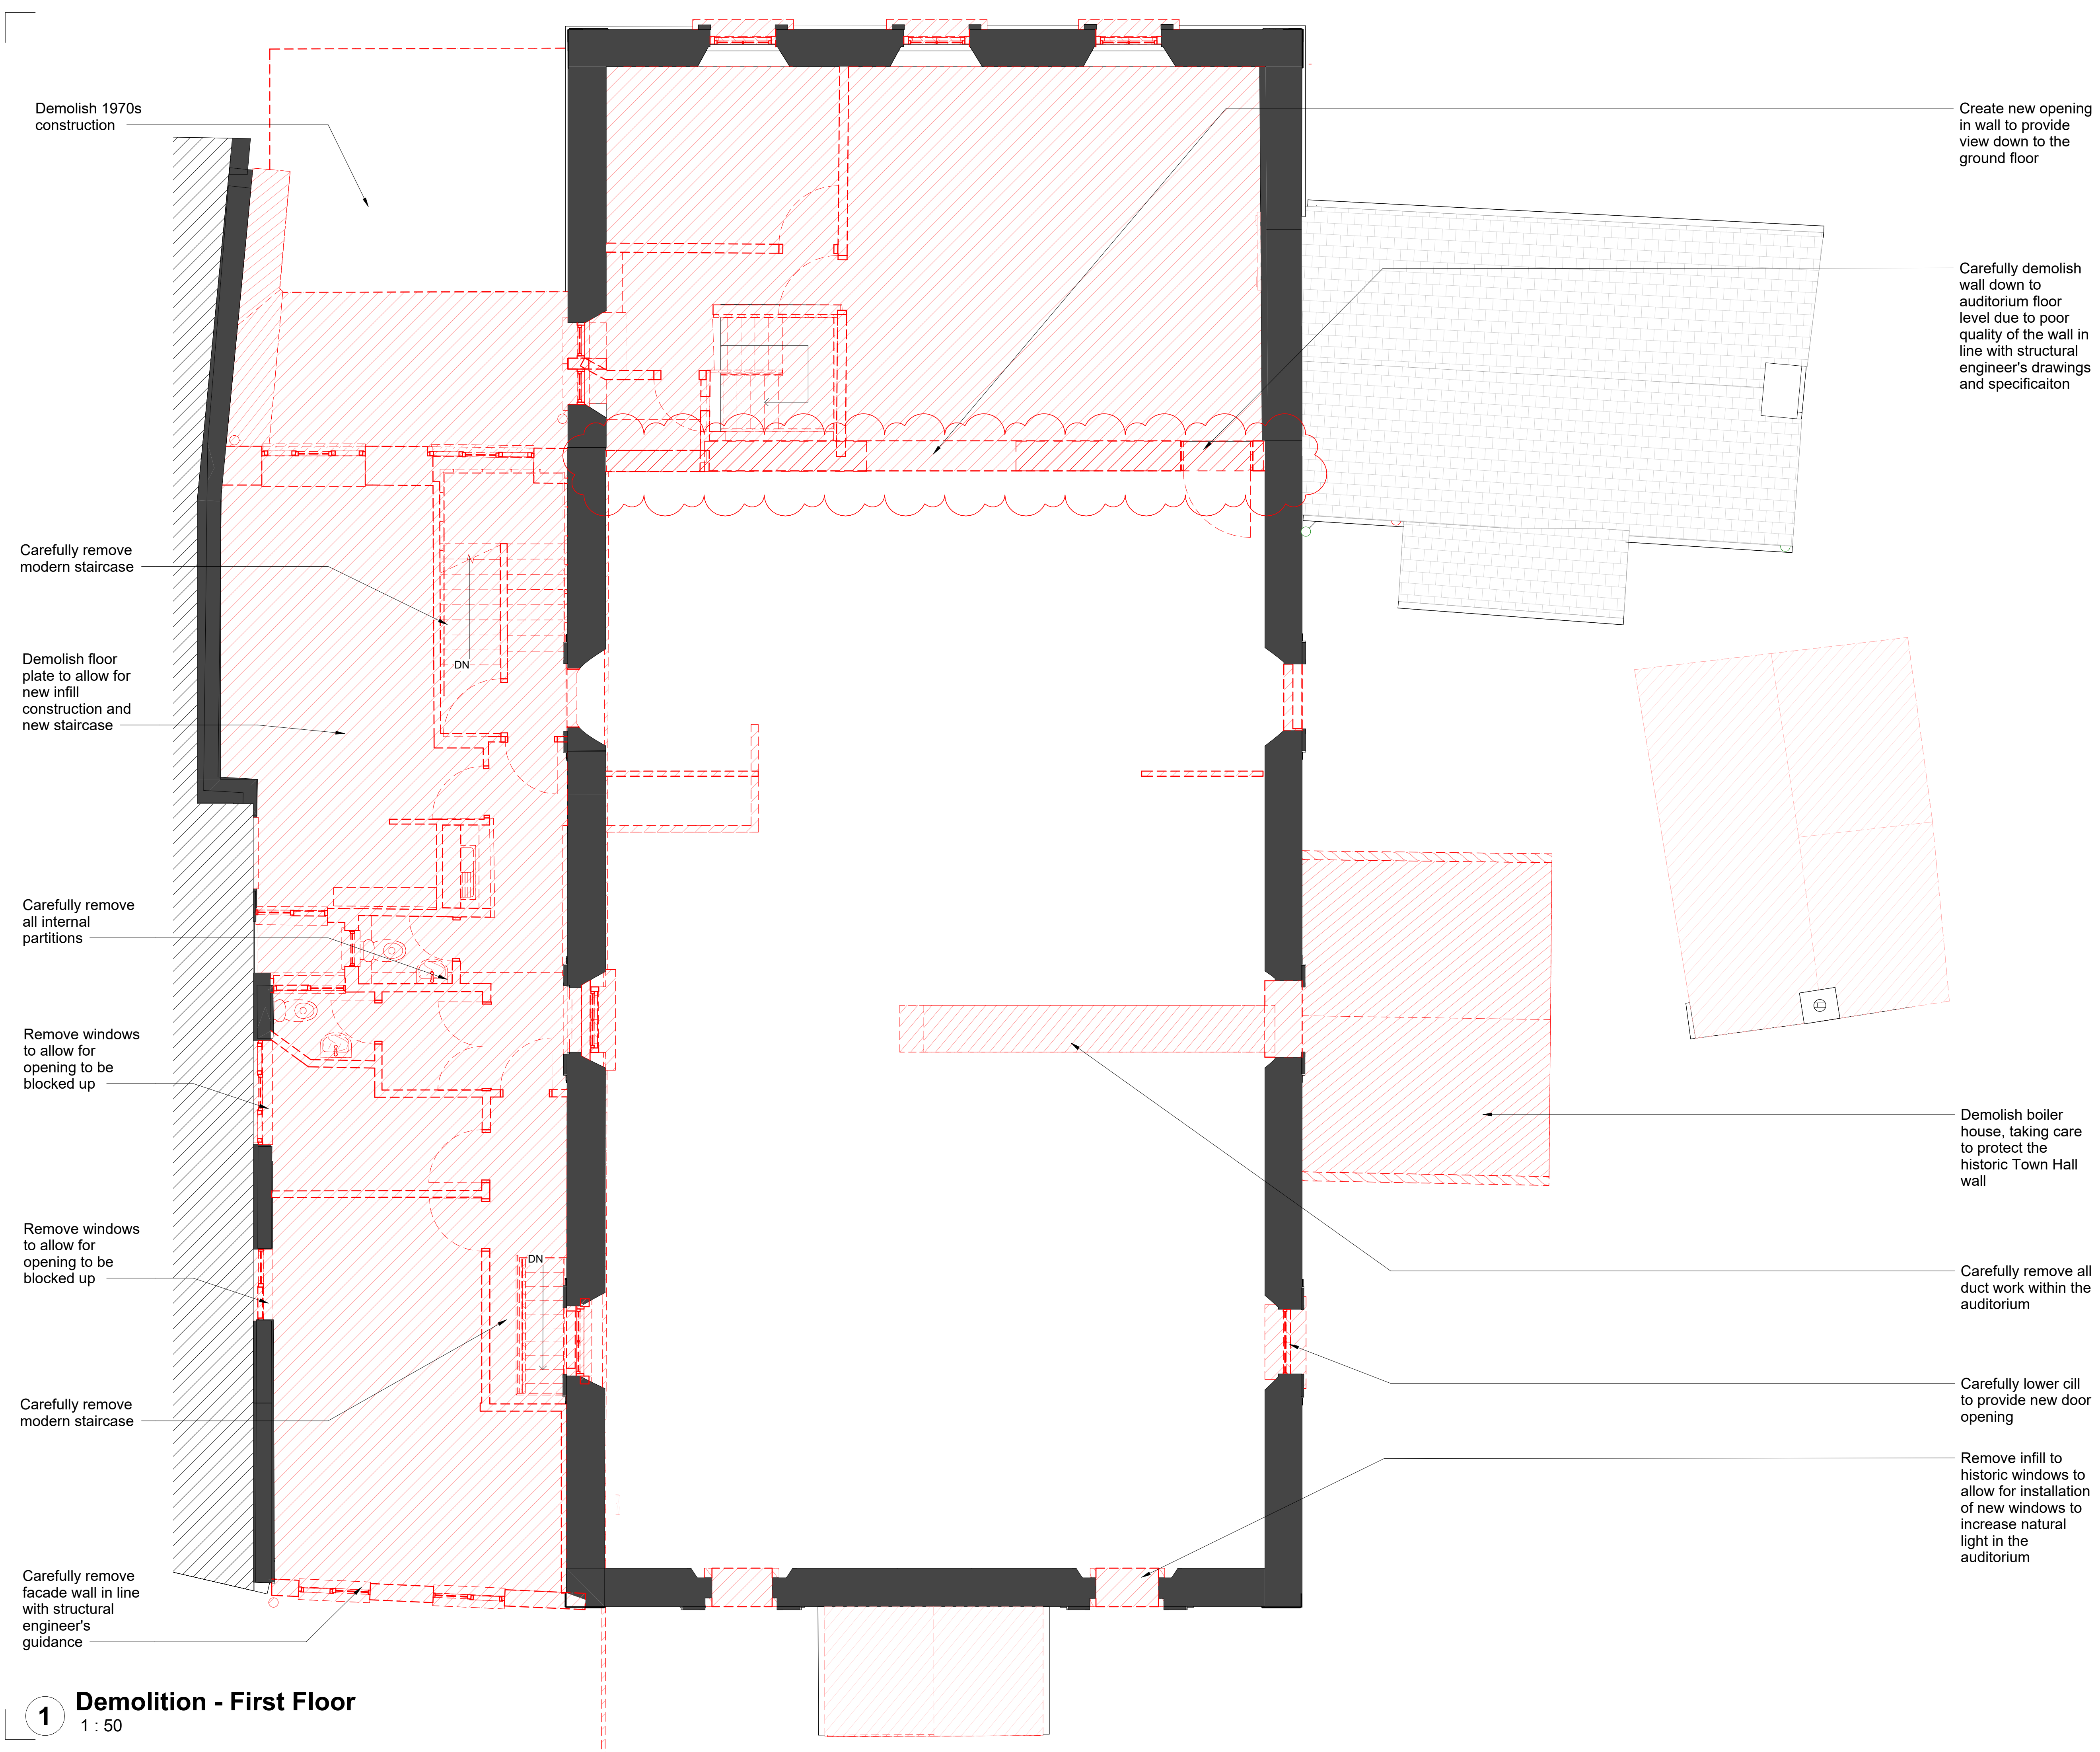 Demolish 1970s
construction
Carefully remove
modern staircase
Demolish floor
plate to allow for
new infill
construction and
new staircase
Carefully remove
all internal
partitions
Remove windows
to allow for
opening to be
blocked up
Remove windows
to allow for
opening to be
blocked up
Carefully remove
modern staircase
Carefully remove
facade wall in line
with structural
engineer's
guidance
DN
DN
Create new opening
in wall to provide
view down to the
ground floor
Carefully demolish
wall down to
auditorium floor
level due to poor
quality of the wall in
line with structural
engineer's drawings
and specificaiton
Demolish boiler
house, taking care
to protect the
historic Town Hall
wall
Carefully remove all
duct work within the
auditorium
Carefully lower cill
to provide new door
opening
Remove infill to
historic windows to
allow for installation
of new windows to
increase natural
light in the
auditorium
1
Demolition - First Floor
1 : 50